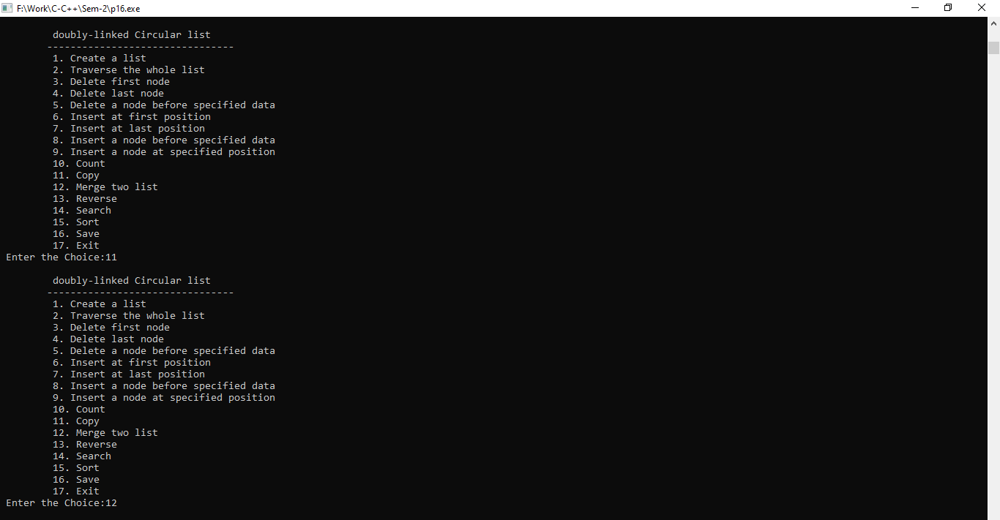 F:\Work\C-C++\Sem-2\p16.exe
doubly-linked Circular list
--------------------------------
1. Create a list
2. Traverse the whole list
3. Delete first node
4. Delete last node
5. Delete a node before specified data
6. Insert at first position
7. Insert at last position
8. Insert a node before specified data
9. Insert a node at specified position
10. Count
11. Copy
12. Merge two list
13. Reverse
14. Search
15. Sort
16. Save
17. Exit
Enter the Choice:11
doubly-linked Circular list
--------------------------------
1. Create a list
2. Traverse the whole list
3. Delete first node
4. Delete last node
5. Delete a node before specified data
6. Insert at first position
7. Insert at last position
8. Insert a node before specified data
9. Insert a node at specified position
10. Count
11. Copy
12. Merge two list
13. Reverse
14. Search
15. Sort
16. Save
17. Exit
Enter the Choice:12